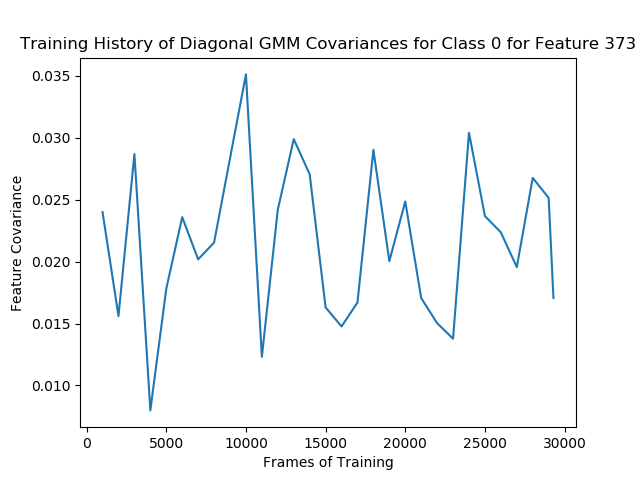 Training History of Diagonal GMM Covariances for Class 0 for Feature 373
0.035
0.030
0.025
0.020
0.015
0.010
Feature Covariance
0 5000 10000 15000 20000 25000 30000
Frames of Training